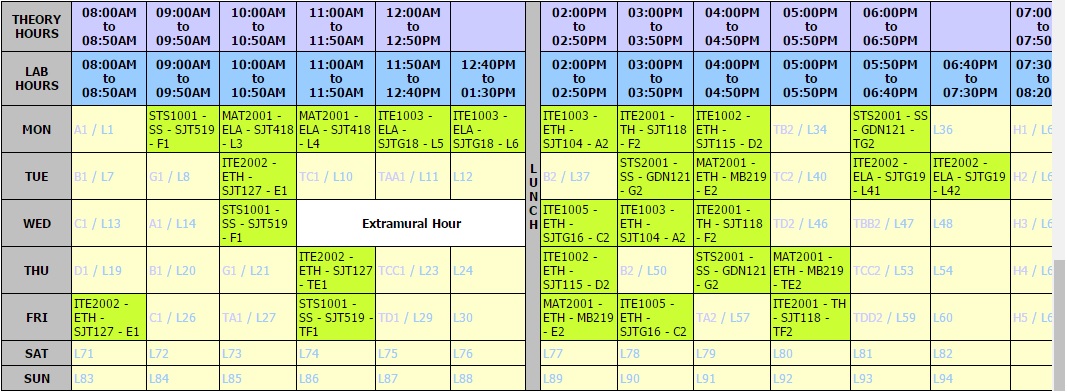 THEORY HOURS 08:00AM to 08:50AM 09:00AM to 09:50AM 10:00AM to 10:50AM 11:00AM to 11:50AM 12:00AM to 12:50PM 02:00PM to 02:50PM 03:00PM to 03:50PM 04:00PM to 04:50PM 05:00PM to 05:50PM 06:00PM to 06:50PM 07:00 to 07:50
LAB HOURS 08:00AM to 08:50AM 09:00AM to 09:50AM 10:00AM to 10:50AM 11:00AM to 11:50AM 11:50AM to 12:40PM 12:40PM to 01:30PM 02:00PM to 02:50PM 03:00PM to 03:50PM 04:00PM to 04:50PM 05:00PM to 05:50PM 05:50PM to 06:40PM 06:40PM to 07:30PM 07:30 to 08:20
MON A1 / L1 STS1001 - SS - SJT519 - F1 MAT2001 - ELA - SJT418 - L3 MAT2001 - ELA - SJT418 - L4 ITE1003 - ELA - SJTG18 - L5 ITE1003 - ELA - SJTG18 - L6 ITE1003 - ETH - SJT104 - A2 ITE2001 - TH - SJT118 - F2 ITE1002 - ETH - SJT115 - D2 TB2 / L34 STS2001 - SS - GDN121 - TG2 L36 H1 / L6
TUE B1 / L7 G1 / L8 ITE2002 - ETH - SJT127 - E1 TC1 / L10 TAA1 / L11 L12 B2 / L37 STS2001 - SS - GDN121 - G2 MAT2001 - ETH - MB219 - E2 TC2 / L40 ITE2002 - ELA - SJTG19 - L41 ITE2002 - ELA - SJTG19 - L42 H2 / L6
LUNCH
WED C1 / L13 A1 / L14 STS1001 - SS - SJT519 - F1 Extramural Hour ITE1005 - ETH - SJTG16 - C2 ITE1003 - ETH - SJT104 - A2 ITE2001 - TH - SJT118 - F2 TD2 / L46 TBB2 / L47 L48 H3 / L6
THU D1 / L19 B1 / L20 G1 / L21 ITE2002 - ETH - SJT127 - TE1 TCC1 / L23 L24 ITE1002 - ETH - SJT115 - D2 B2 / L50 STS2001 - SS - GDN121 - G2 MAT2001 - ETH - MB219 - TE2 TCC2 / L53 L54 H4 / L6
FRI ITE2002 - ETH - SJT127 - E1 C1 / L26 TA1 / L27 STS1001 - SS - SJT519 - TF1 TD1 / L29 L30 MAT2001 - ETH - MB219 - E2 ITE1005 - ETH - SJTG16 - C2 TA2 / L57 ITE2001 - TH - SJT118 - TF2 TDD2 / L59 L60 H5 / L6
SAT L71 L72 L73 L74 L75 L76 L77 L78 L79 L80 L81 L82
SUN L83 L84 L85 L86 L87 L88 L89 L90 L91 L92 L93 L94